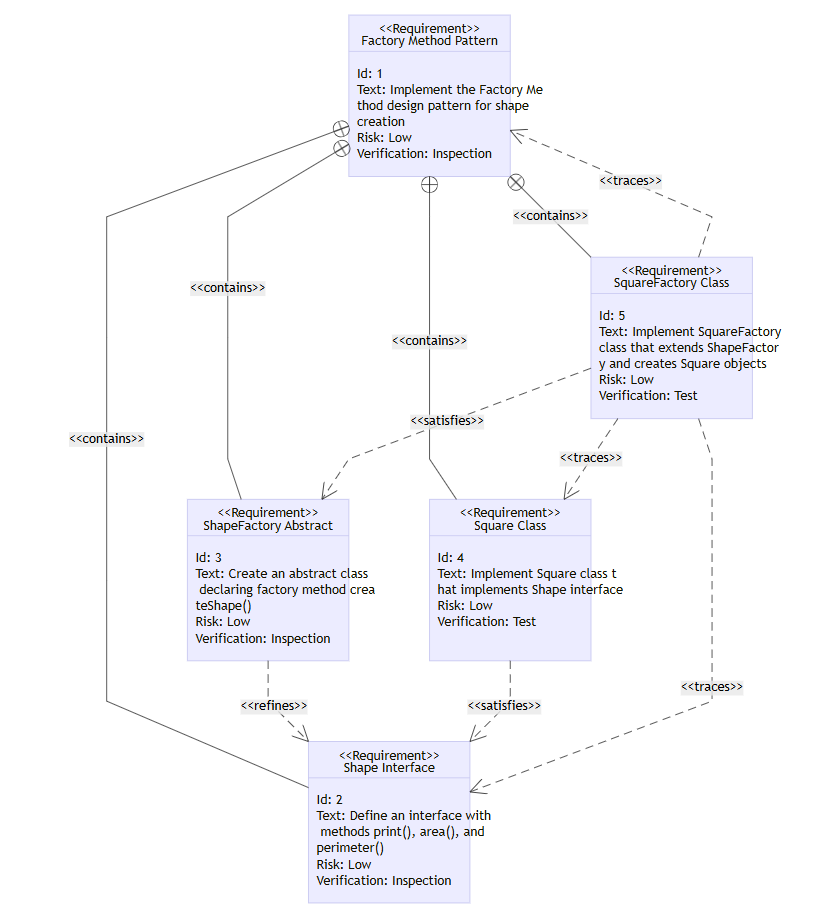 <<Requirement>>
Factory Method Pattern
Id: 1
Text: Implement the Factory Me
thod design pattern for shape
creation
Risk: Low
Verification: Inspection
<<traces>>
<<contains>>
<<Requirement>>
SquareFactory Class
Id: 5
Text: Implement SquareFactory
class that extends ShapeFactor
y and creates Square objects
Risk: Low
Verification: Test
<<contains>>
<<contains>>
<<satisfies>>
<<contains>>
<<traces>>
<<Requirement>>
ShapeFactory Abstract
Id: 3
Text: Create an abstract class
declaring factory method crea
teShape()
Risk: Low
Verification: Inspection
<<Requirement>>
Square Class
Id: 4
Text: Implement Square class t
hat implements Shape interface
Risk: Low
Verification: Test
<<traces>>
<<refines>>
<<satisfies>>
<<Requirement>>
Shape Interface
Id: 2
Text: Define an interface with
methods print(), area(), and
perimeter()
Risk: Low
Verification: Inspection